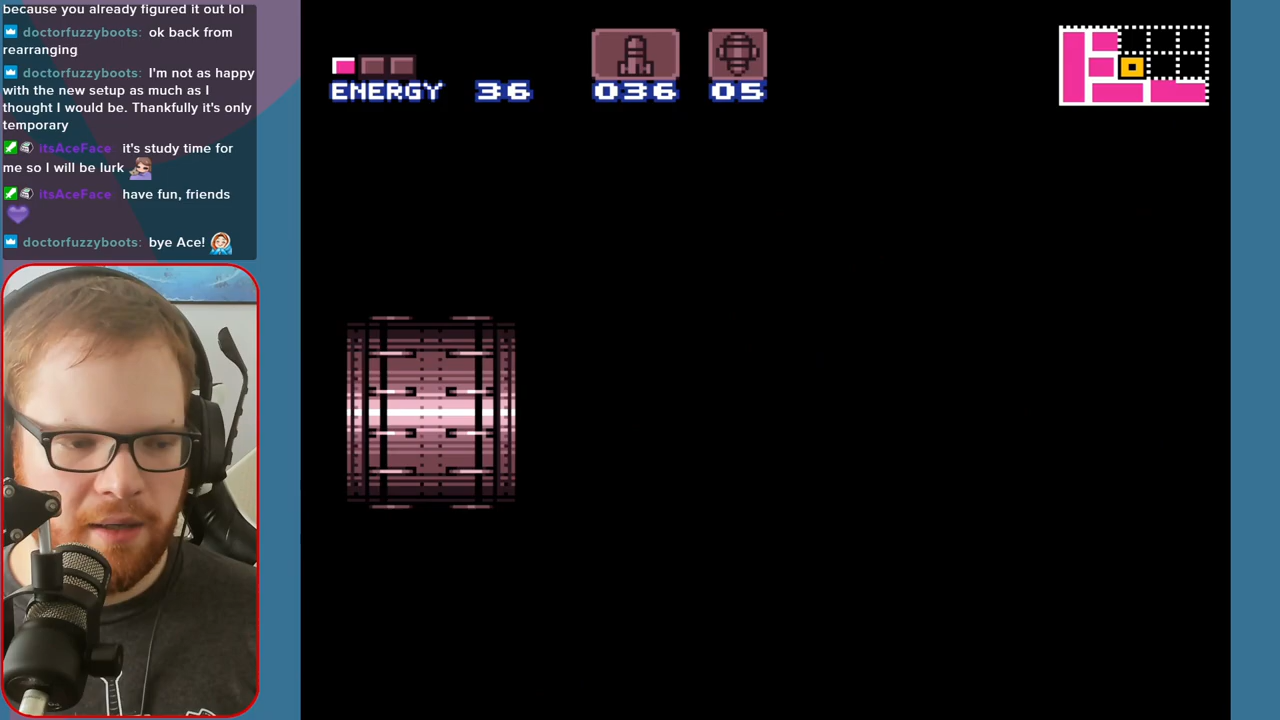 because you already figured it out lol
doctorfuzzyboots: ok back from
rearranging
doctorfuzzyboots: I'm not as happy
with the new setup as much as I
thought I would be. Thankfully it's only
temporary
itsAceFace it's study time for
me so I will be lurk
itsAceFace have fun, friends
doctorfuzzyboots: bye Ace!
ENERGY 36 036 05